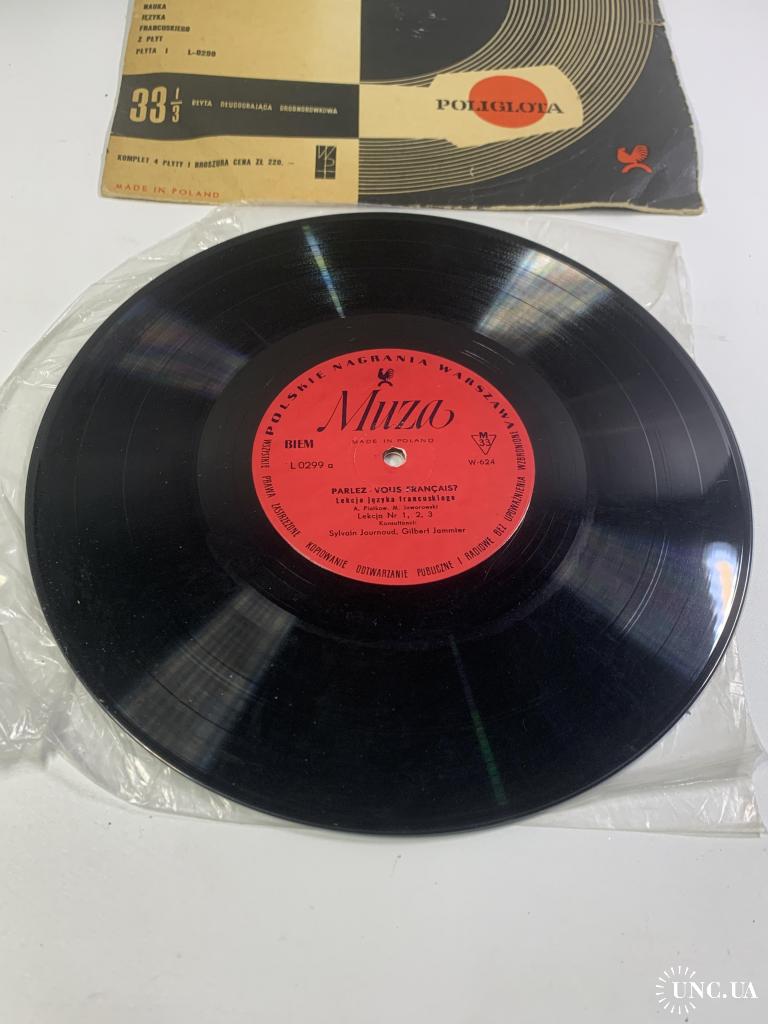 NAUKA
JĘZYKA
FRANCUSKIEGO
Z PŁYT
PŁYTA I L-0299
33 1/3 PŁYTA DŁUGOGRAJĄCA DROBNOROWKOWA
POLIGLOTA
KOMPLET 4 PŁYTY I BROSZURA CENA ZŁ 220.—
MADE IN POLAND
POLSKIE NAGRANIA WARSZAWA
Muza
MADE IN POLAND
BIEM
M
33
L 0299 a
W-624
PARLEZ-VOUS FRANÇAIS?
Lekcje języka francuskiego
A. Platkow, M. Jaworowski
Lekcja Nr 1, 2, 3
Konsultanci:
Sylvain Journoud, Gilbert Jammier
WSZELKIE PRAWA ZASTRZEŻONE KOPIOWANIE ODTWARZANIE PUBLICZNE I RADIOWE BEZ UPOWAŻNIENIA WZBRONIONE
UNC.UA